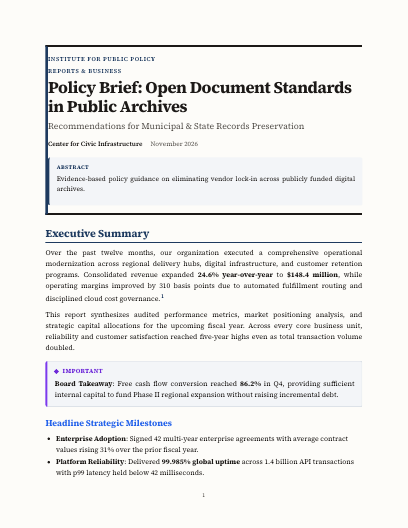 INSTITUTE FOR PUBLIC POLICY
REPORTS & BUSINESS
Policy Brief: Open Document Standards
in Public Archives
Recommendations for Municipal & State Records Preservation
Center for Civic Infrastructure November 2026
ABSTRACT
Evidence-based policy guidance on eliminating vendor lock-in across publicly funded digital
archives.
Executive Summary
Over the past twelve months, our organization executed a comprehensive operational
modernization across regional delivery hubs, digital infrastructure, and customer retention
programs. Consolidated revenue expanded 24.6% year-over-year to $148.4 million, while
operating margins improved by 310 basis points due to automated fulfillment routing and
disciplined cloud cost governance.1
This report synthesizes audited performance metrics, market positioning analysis, and
strategic capital allocations for the upcoming fiscal year. Across every core business unit,
reliability and customer satisfaction reached five-year highs even as total transaction volume
doubled.
◆ IMPORTANT
Board Takeaway: Free cash flow conversion reached 86.2% in Q4, providing sufficient
internal capital to fund Phase II regional expansion without raising incremental debt.
Headline Strategic Milestones
• Enterprise Adoption: Signed 42 multi-year enterprise agreements with average contract
values rising 31% over the prior fiscal year.
• Platform Reliability: Delivered 99.985% global uptime across 1.4 billion API transactions
with p99 latency held below 42 milliseconds.
1